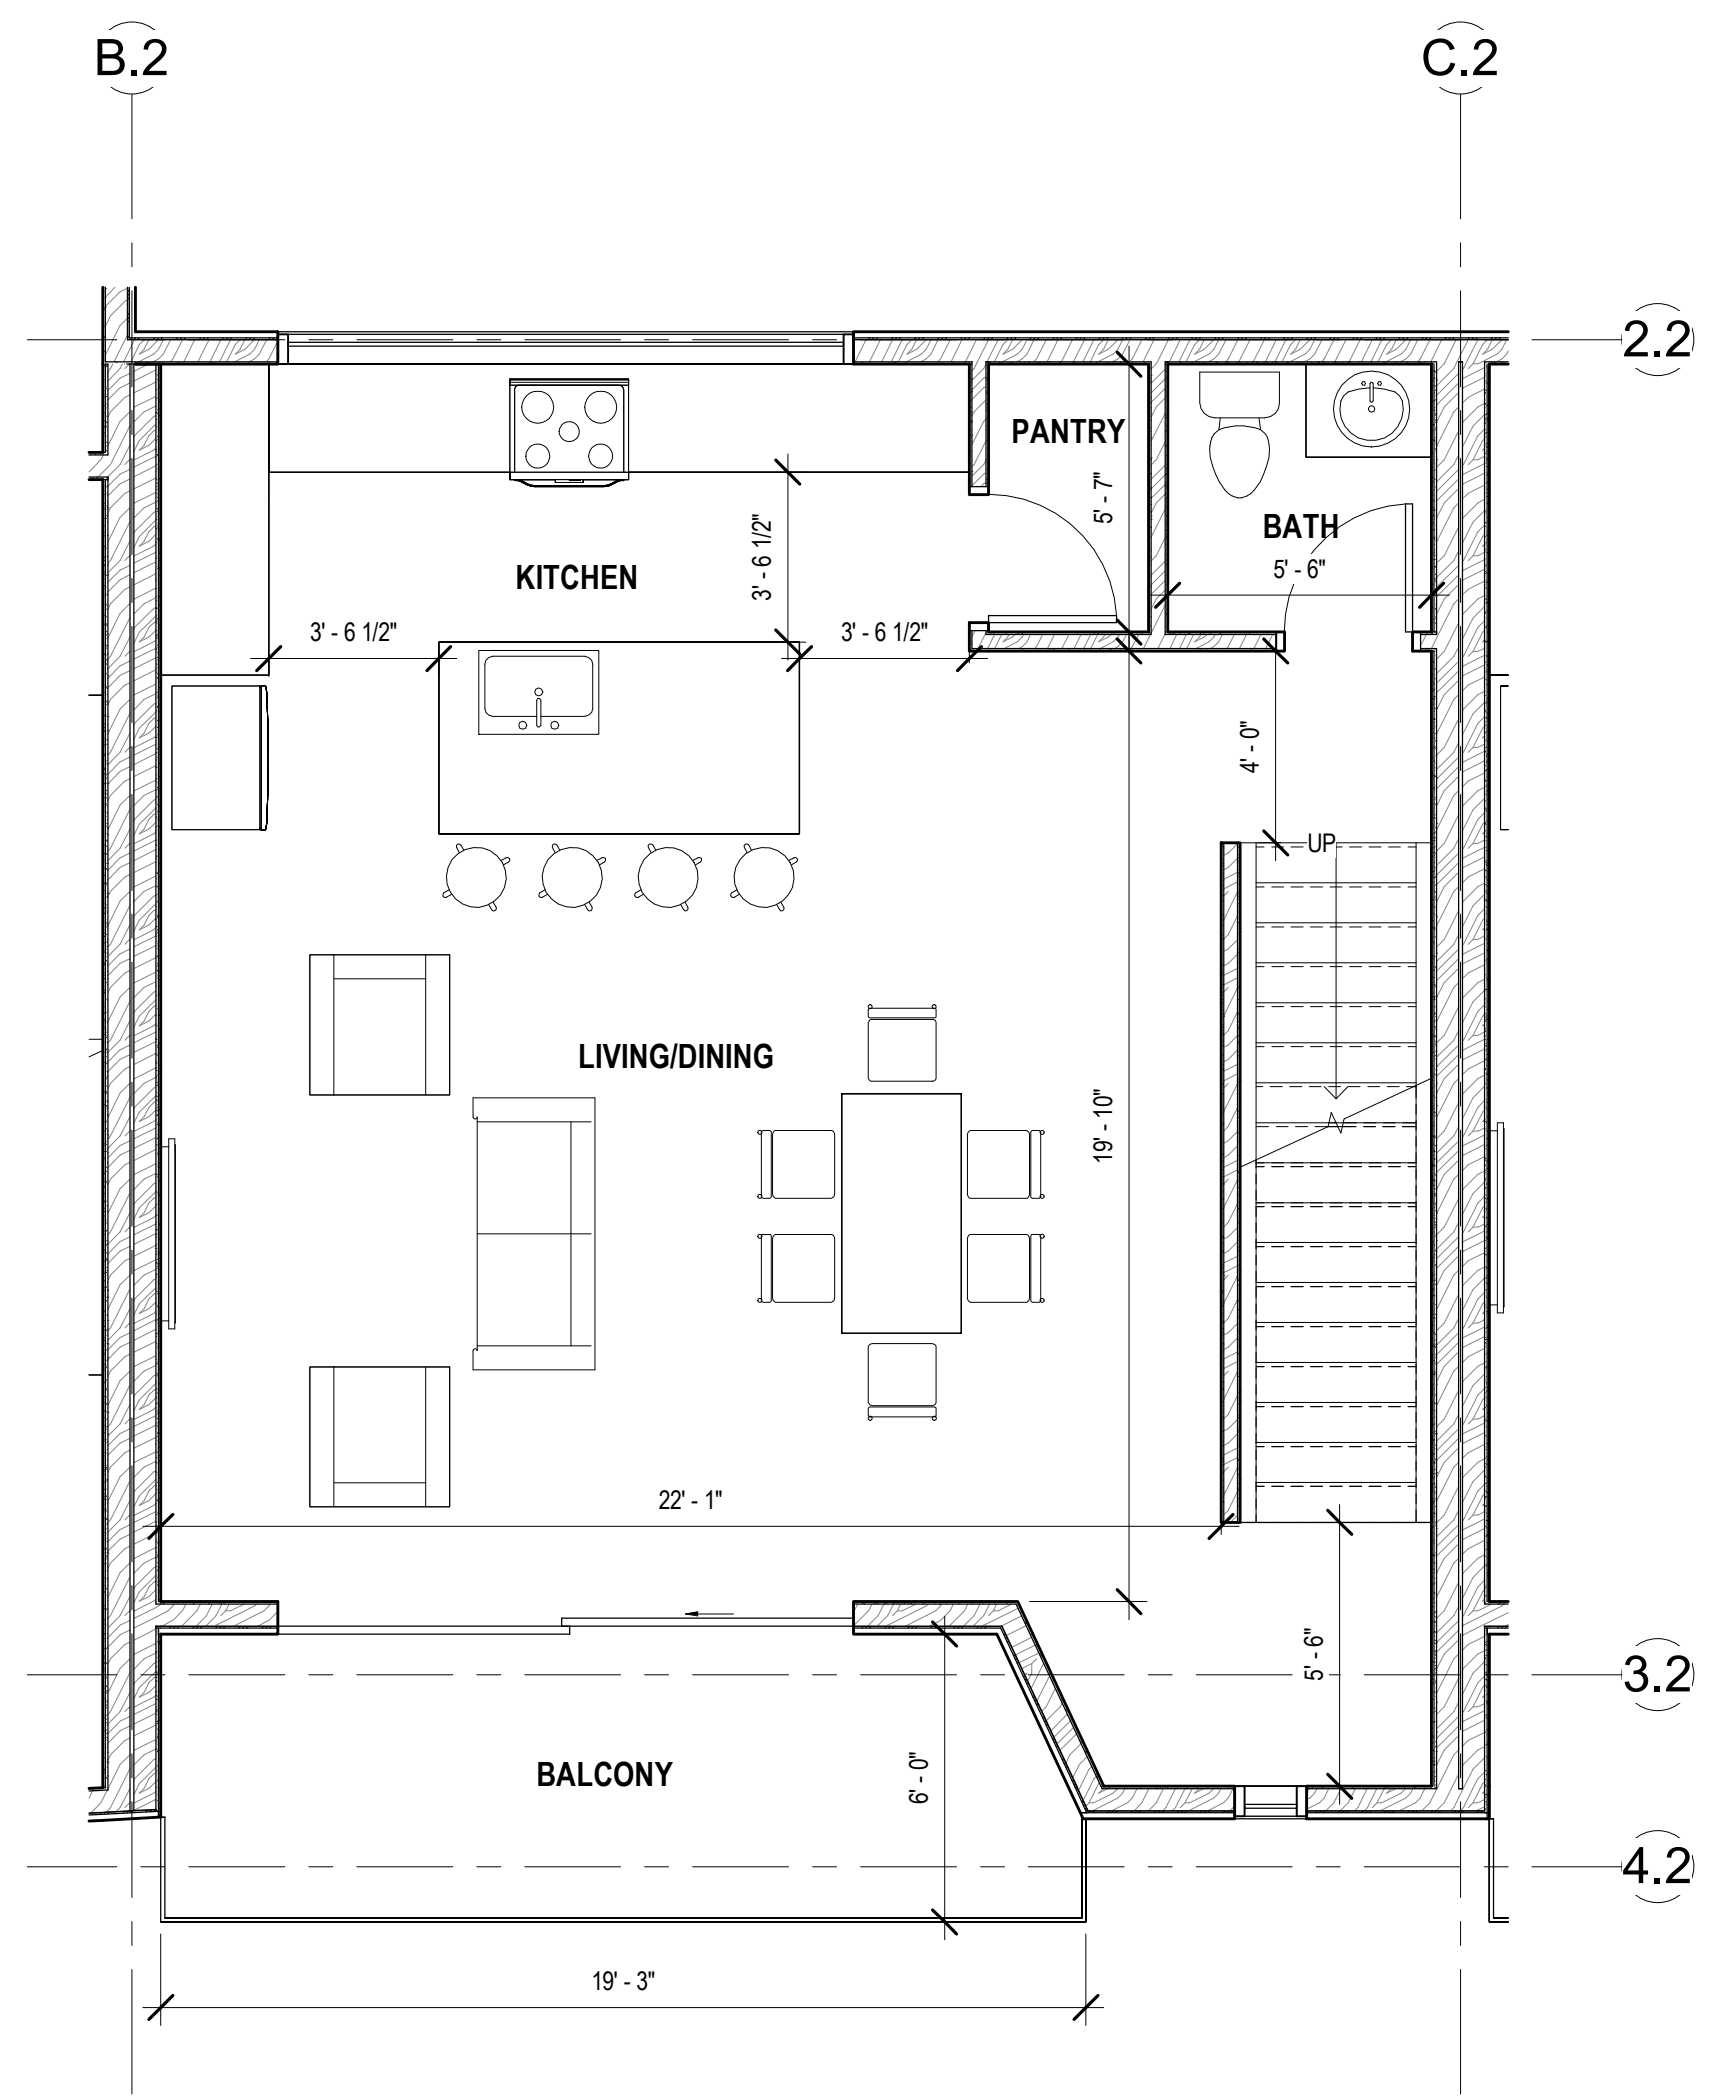 B.2
C.2
2.2
PANTRY
5' - 7"
BATH
5' - 6"
KITCHEN
3' - 6 1/2"
3' - 6 1/2"
3' - 6 1/2"
4' - 0"
UP
LIVING/DINING
19' - 10"
22' - 1"
5' - 6"
3.2
BALCONY
6' - 0"
4.2
19' - 3"